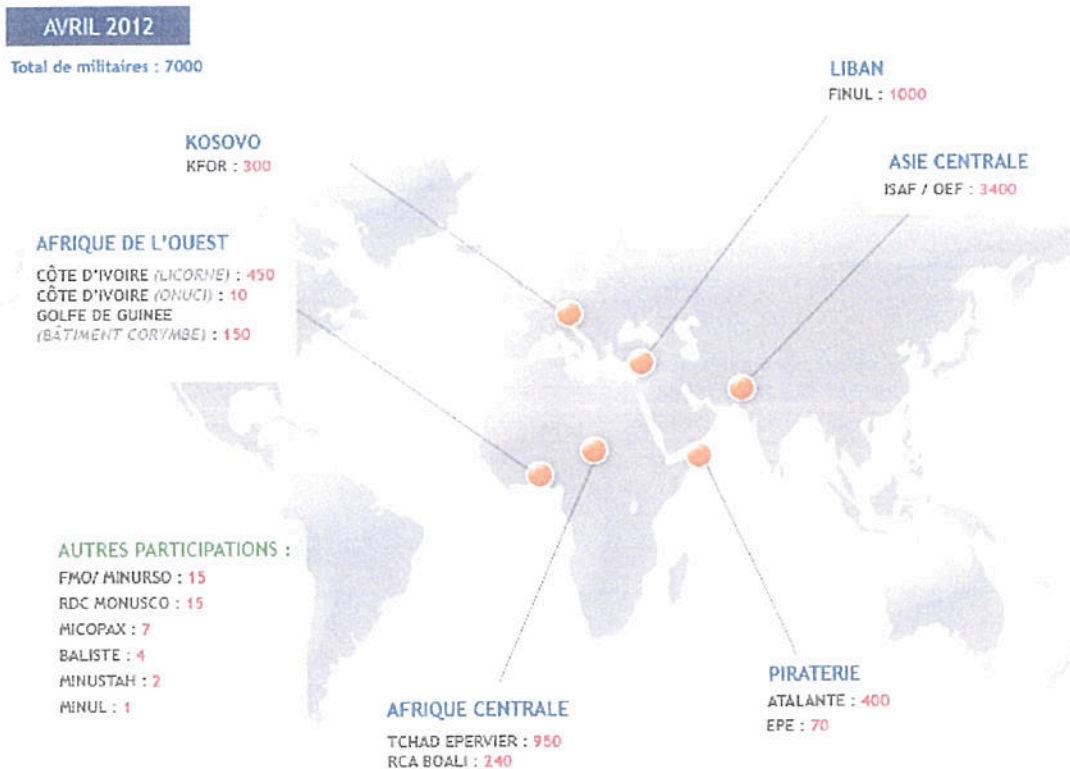 AVRIL 2012
Total de militaires : 7000
LIBAN
FINUL : 1000
KOSOVO
KFOR : 300
ASIE CENTRALE
ISAF / OEF : 3400
AFRIQUE DE L'OUEST
CÔTE D'IVOIRE (LICORNE) : 450
CÔTE D'IVOIRE (ONUCI) : 10
GOLFE DE GUINEE
(BÂTIMENT CORYMBE) : 150
AUTRES PARTICIPATIONS :
FMO/ MINURSO : 15
RDC MONUSCO : 15
MICOPAX : 7
BALISTE : 4
MINUSTAH : 2
MINUL : 1
AFRIQUE CENTRALE
TCHAD EPERVIER : 950
RCA BOALI : 240
PIRATERIE
ATALANTE : 400
EPE : 70